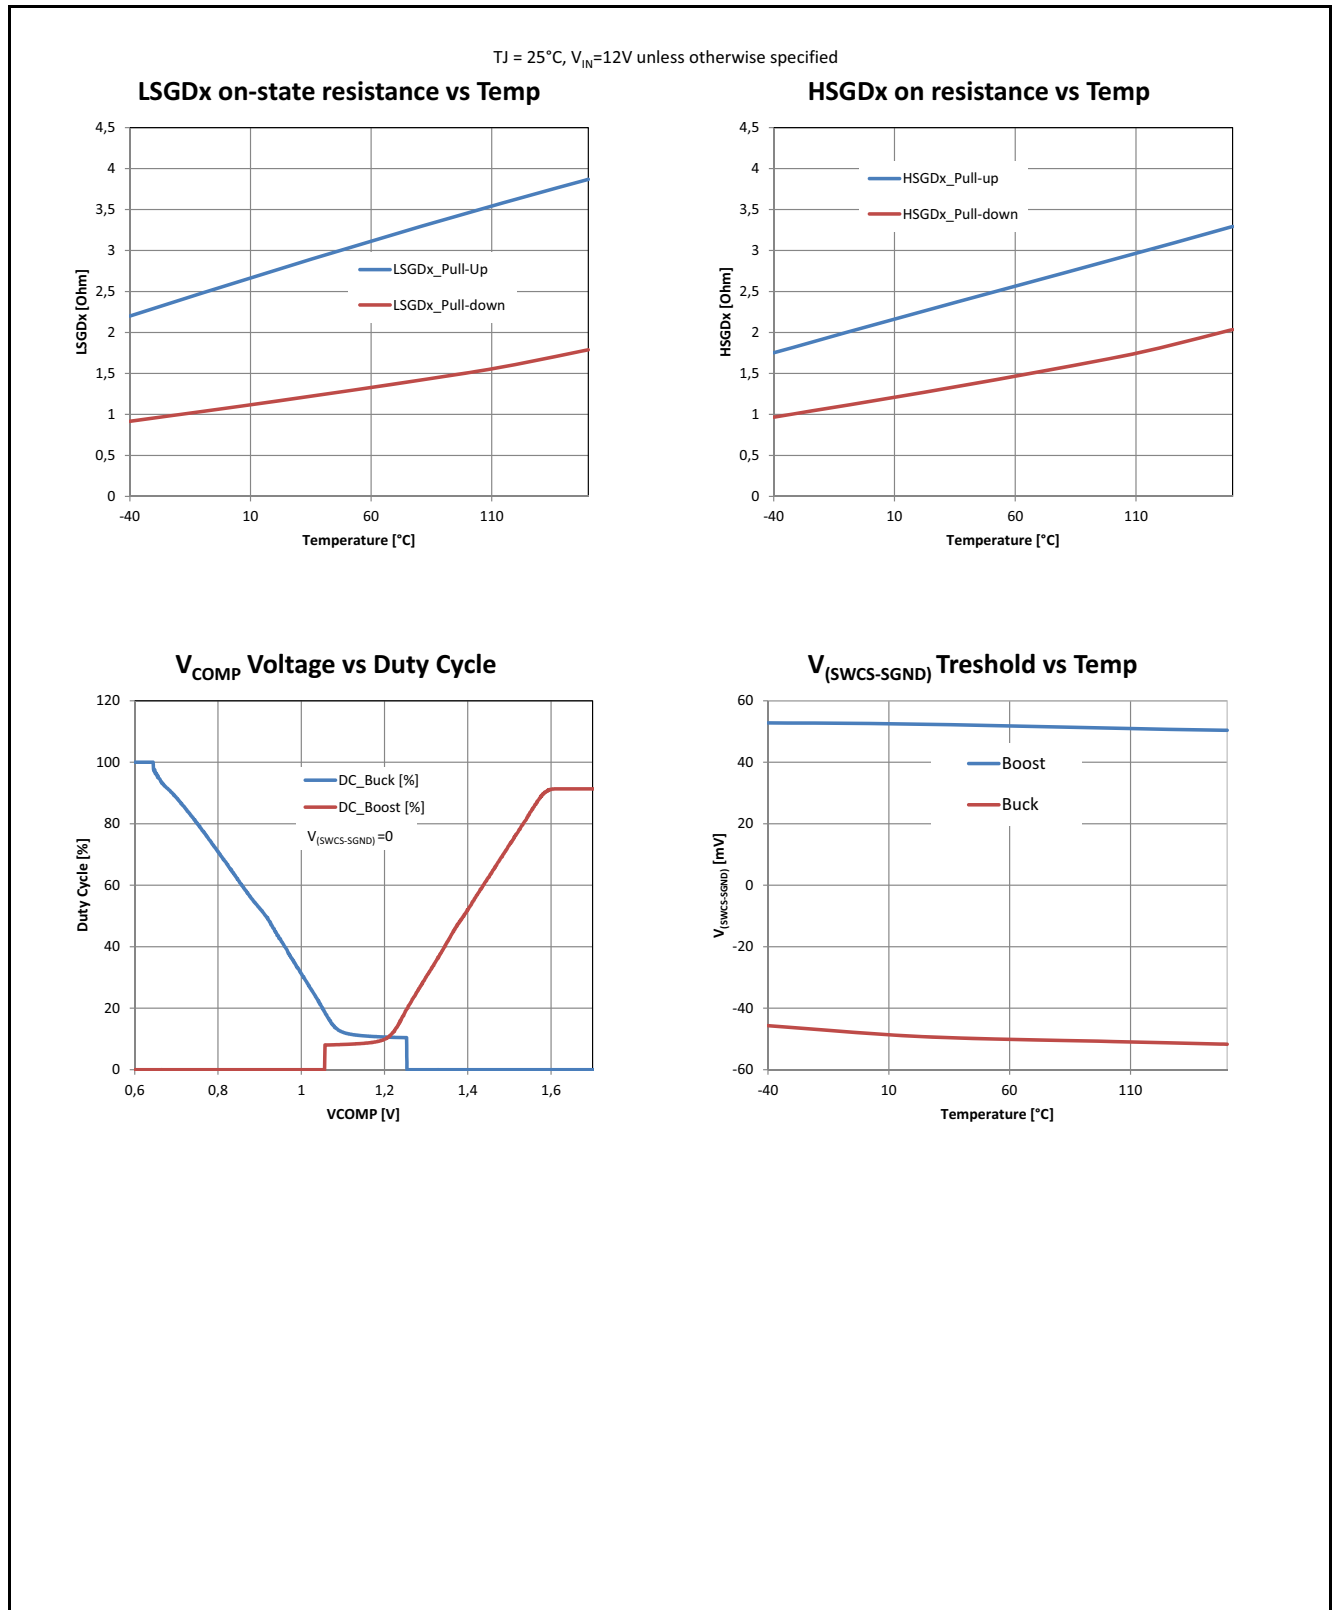 TJ = 25°C, VIN=12V unless otherwise specified
LSGDx on-state resistance vs Temp
4,5
4
3,5
3
2,5
2
1,5
1
0,5
0
LSGDx [Ohm]
LSGDx_Pull-Up
LSGDx_Pull-down
-40
10
60
110
Temperature [°C]
HSGDx on resistance vs Temp
4,5
4
3,5
3
2,5
2
1,5
1
0,5
0
HSGDx [Ohm]
HSGDx_Pull-up
HSGDx_Pull-down
-40
10
60
110
Temperature [°C]
VCOMP Voltage vs Duty Cycle
120
100
80
60
40
20
0
Duty Cycle [%]
DC_Buck [%]
DC_Boost [%]
V(SWCS-SGND)=0
0,6
0,8
1
1,2
1,4
1,6
VCOMP [V]
V(SWCS-SGND) Treshold vs Temp
60
40
20
0
-20
-40
-60
V(SWCS-SGND) [mV]
Boost
Buck
-40
10
60
110
Temperature [°C]